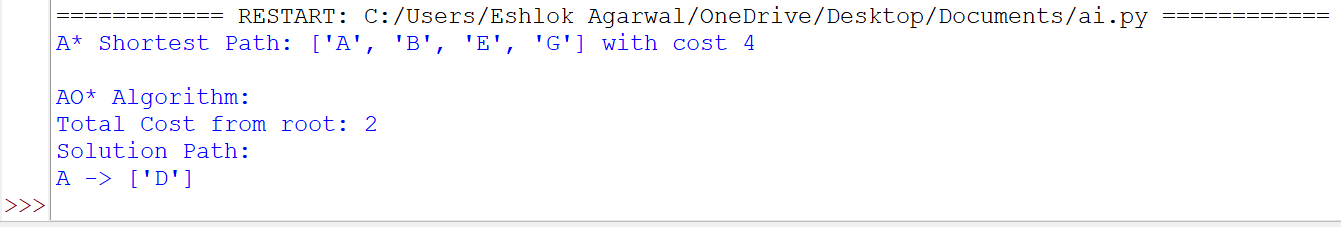 ============ RESTART: C:/Users/Eshlok Agarwal/OneDrive/Desktop/Documents/ai.py ============
A* Shortest Path: ['A', 'B', 'E', 'G'] with cost 4

AO* Algorithm:
Total Cost from root: 2
Solution Path:
A -> ['D']
>>>